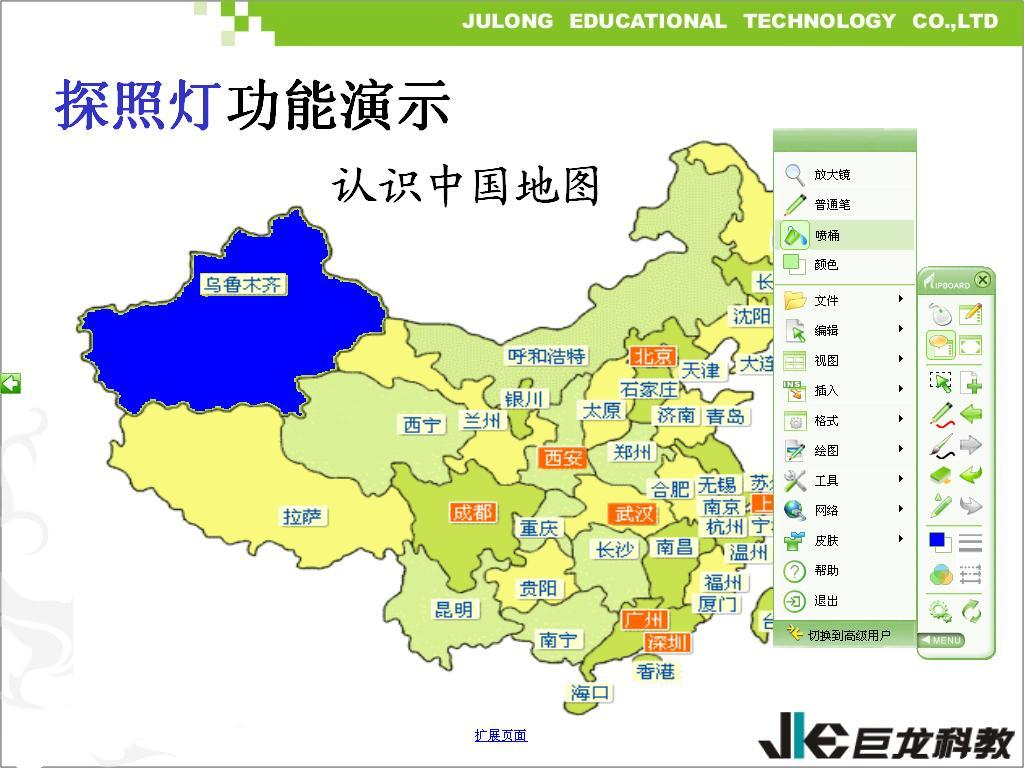 JULONG EDUCATIONAL TECHNOLOGY CO.,LTD
探照灯功能演示
认识中国地图
乌鲁木齐
呼和浩特
北京
沈阳
天津
大连
石家庄
银川
太原
济南
青岛
西宁
兰州
郑州
西安
合肥
无锡
成都
武汉
南京
拉萨
重庆
杭州
长沙
南昌
温州
贵阳
福州
厦门
昆明
广州
南宁
深圳
香港
海口
放大镜
普通笔
喷桶
颜色
文件
编辑
视图
插入
格式
绘图
工具
网络
皮肤
帮助
退出
切换到高级用户
IPBOARD
INS
MENU
扩展页面
巨龙科教